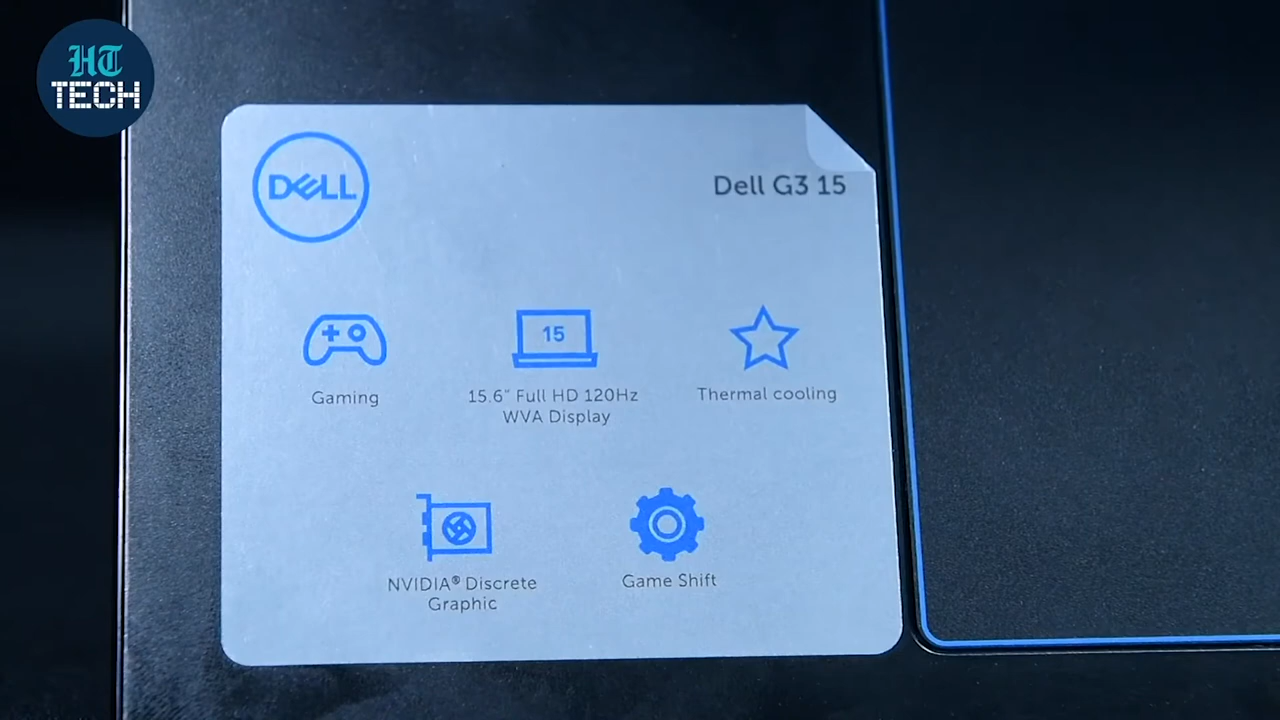 HT
TECH
DELL
Dell G3 15
15
Gaming
15.6" Full HD 120Hz
WVA Display
Thermal cooling
NVIDIA® Discrete
Graphic
Game Shift